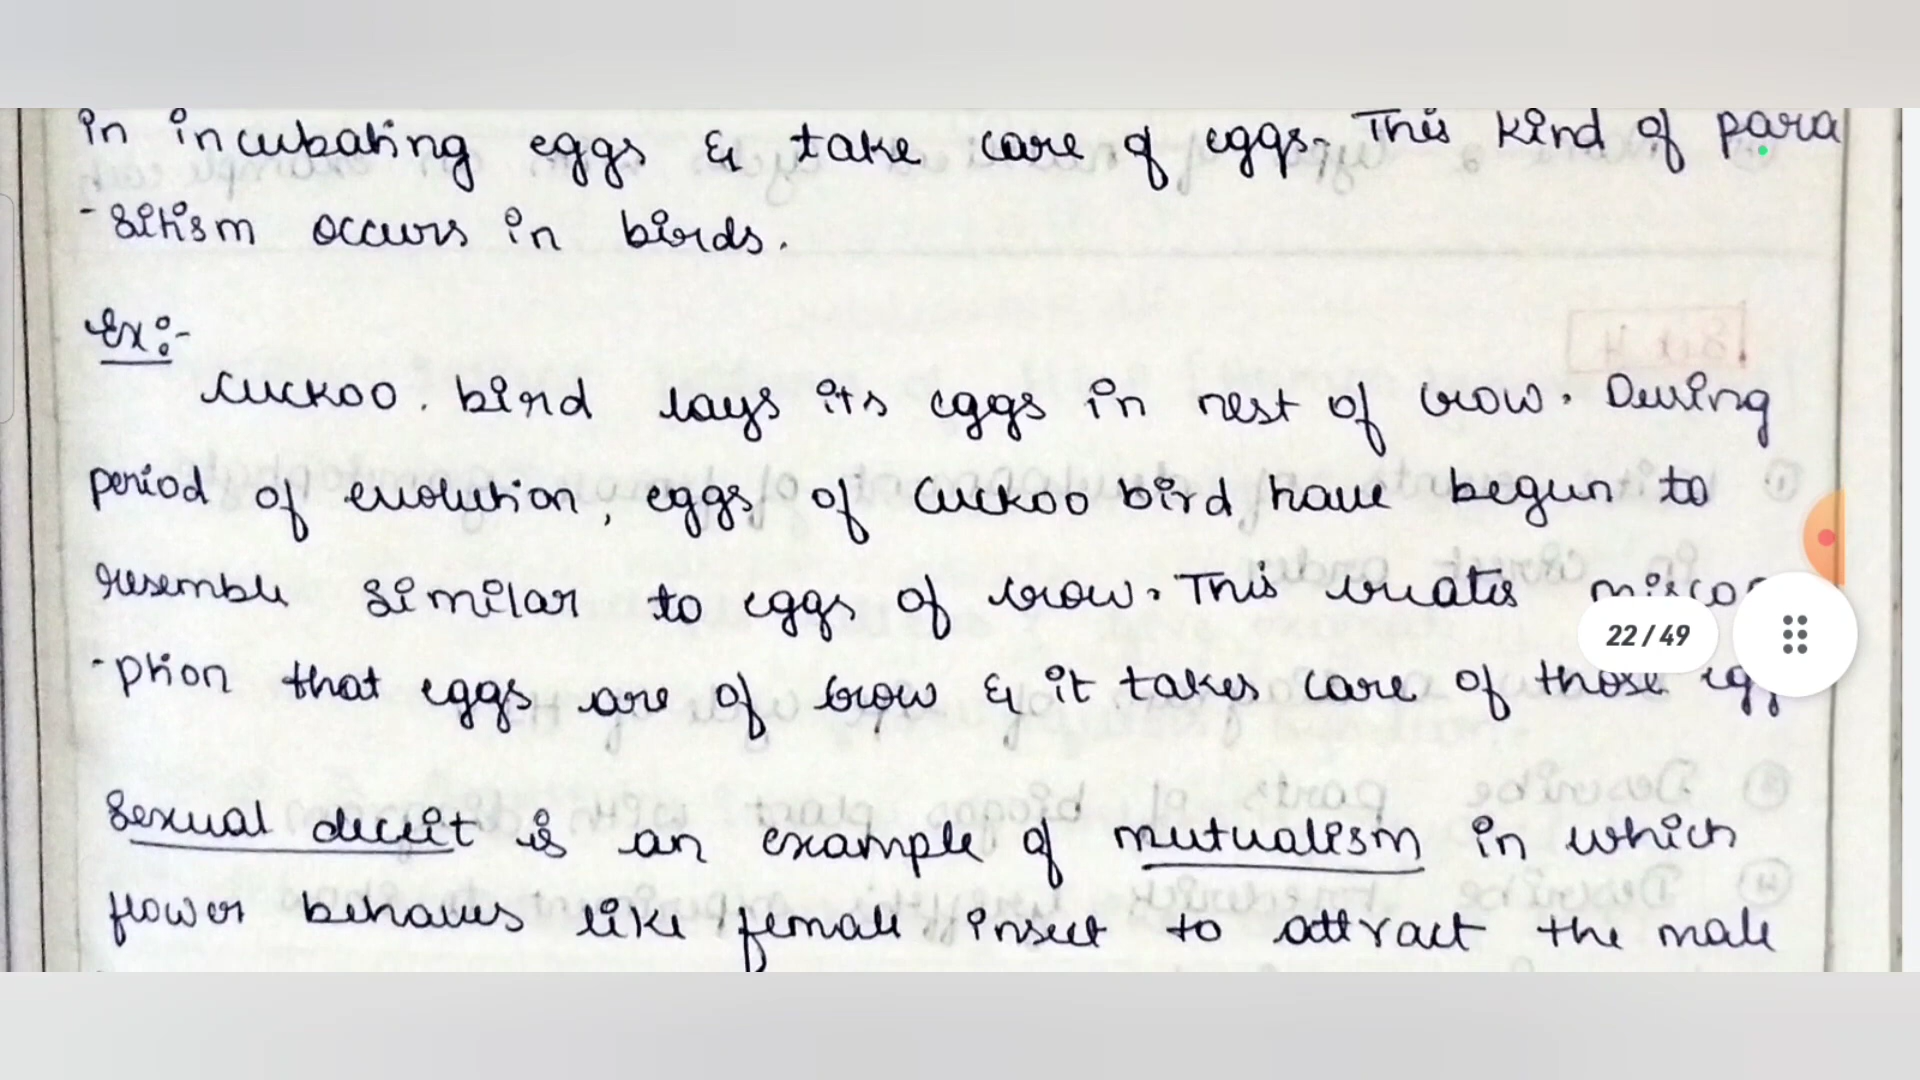 in incubating eggs & take care of eggs. This kind of para
-sitism occurs in birds.
Ex:-
Cuckoo bird lays its eggs in nest of crow. During
period of evolution, eggs of cuckoo bird have begun to
resemble similar to eggs of crow. This creates
22/49
-ption that eggs are of crow & it takes care of those
Sexual deceit is an example of mutualism in which
flower behaves like female insect to attract the male